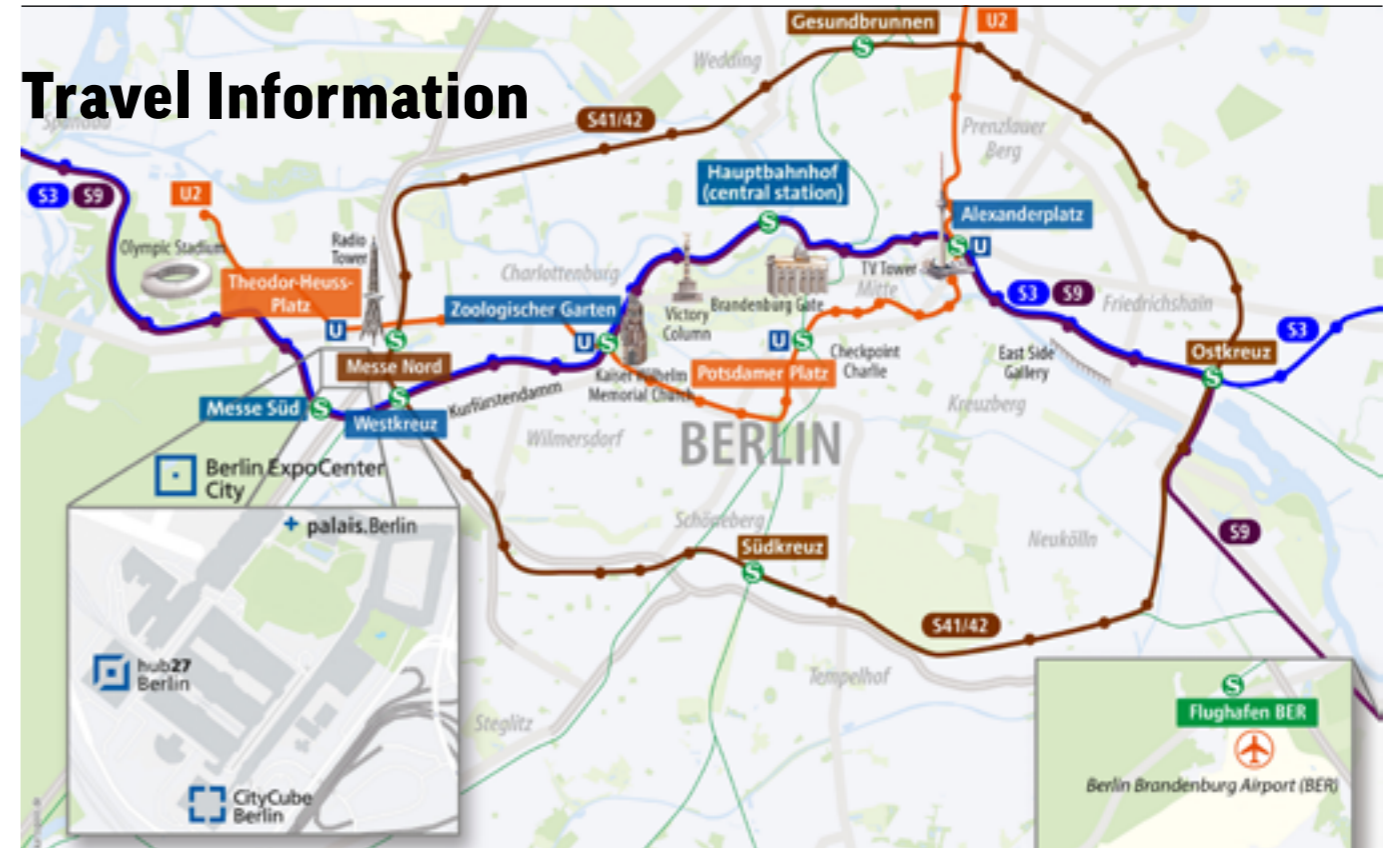 Travel Information
Gesundbrunnen
U2
Wedding
S41/42
Prenzlauer
Berg
Spandau
Hauptbahnhof
(central station)
S3
S9
U2
Alexanderplatz
U
Olympic Stadium
Radio
Tower
Charlottenburg
TV Tower
Mitte
Theodor-Heuss-
Platz
U
Zoologischer Garten
U
Victory
Column
Brandenburg Gate
S3
S9
Friedrichshain
S3
U
Checkpoint
Charlie
East Side
Gallery
Ostkreuz
Messe Nord
Kaiser Wilhelm
Memorial Church
Potsdamer Platz
Kurfürstendamm
Kreuzberg
Messe Süd
Westkreuz
Wilmersdorf
BERLIN
Berlin ExpoCenter
City
palais.Berlin
Schöneberg
Südkreuz
Neukölln
S9
S41/42
hub27
Berlin
Tempelhof
Steglitz
Flughafen BER
Berlin Brandenburg Airport (BER)
CityCube
Berlin